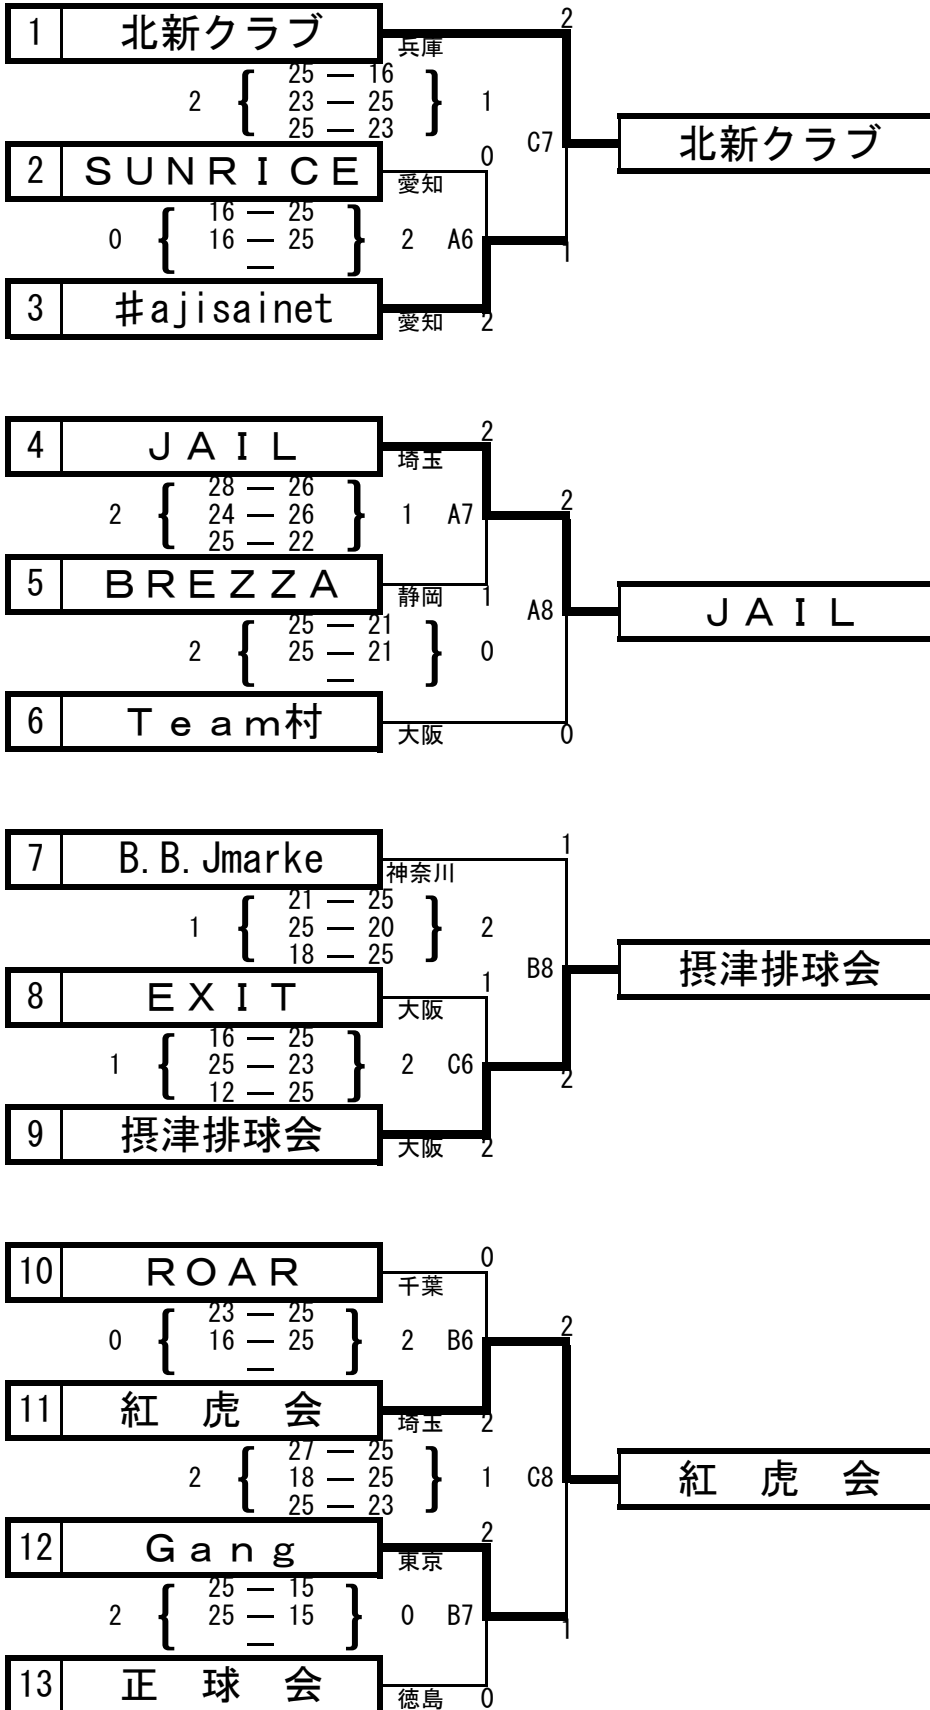 2
1 北新クラブ
兵庫
25 ― 16
2 { 23 ― 25 } 1
25 ― 23
C7 北新クラブ
0
2 ＳＵＮＲＩＣＥ
愛知
16 ― 25
0 { 16 ― 25 } 2 A6
―
1
3 ♯ajisainet
愛知 2
2
4 ＪＡＩＬ
埼玉
28 ― 26
2 { 24 ― 26 } 1 A7
25 ― 22
2
5 ＢＲＥＺＺＡ
静岡 1
A8 ＪＡＩＬ
25 ― 21
2 { 25 ― 21 } 0
―
6 Ｔｅａｍ村
大阪 0
1
7 B.B.Jmarke
神奈川
21 ― 25
1 { 25 ― 20 } 2
18 ― 25
B8 摂津排球会
1
8 ＥＸＩＴ
大阪
16 ― 25
1 { 25 ― 23 } 2 C6
12 ― 25
2
9 摂津排球会
大阪 2
0
10 ＲＯＡＲ
千葉
23 ― 25
0 { 16 ― 25 } 2 B6
―
2
11 紅　虎　会
埼玉 2
27 ― 25
2 { 18 ― 25 } 1 C8 紅　虎　会
25 ― 23
2
12 Ｇａｎｇ
東京
25 ― 15
2 { 25 ― 15 } 0 B7
―
1
13 正　球　会
徳島 0